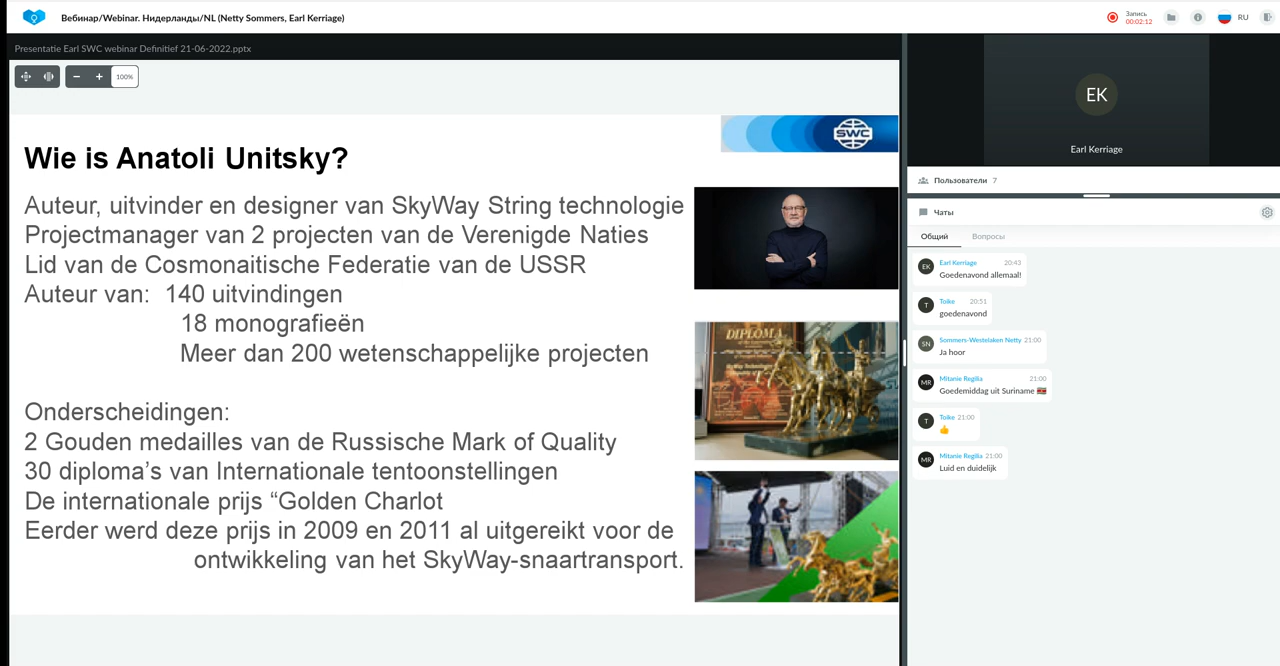 Вебинар/Webinar. Нидерланды/NL (Netty Sommers, Earl Kerriage)
Запись
00:02:12
RU
Presentatie Earl SWC webinar Definitief 21-06-2022.pptx
100%
SWC
Wie is Anatoli Unitsky?
Auteur, uitvinder en designer van SkyWay String technologie
Projectmanager van 2 projecten van de Verenigde Naties
Lid van de Cosmonaitische Federatie van de USSR
Auteur van: 140 uitvindingen
18 monografieën
Meer dan 200 wetenschappelijke projecten
Onderscheidingen:
2 Gouden medailles van de Russische Mark of Quality
30 diploma’s van Internationale tentoonstellingen
De internationale prijs “Golden Charlot
Eerder werd deze prijs in 2009 en 2011 al uitgereikt voor de
ontwikkeling van het SkyWay-snaartransport.
DIPLOMA
EK
Earl Kerriage
Пользователи 7
Чаты
Общий Вопросы
EK
Earl Kerriage 20:43
Goedenavond allemaal!
T
Toike 20:51
goedenavond
SN
Sommers-Westelaken Netty 21:00
Ja hoor
MR
Mitanie Regilia 21:00
Goedemiddag uit Suriname 🇸🇷
T
Toike 21:00
👍
MR
Mitanie Regilia 21:00
Luid en duidelijk